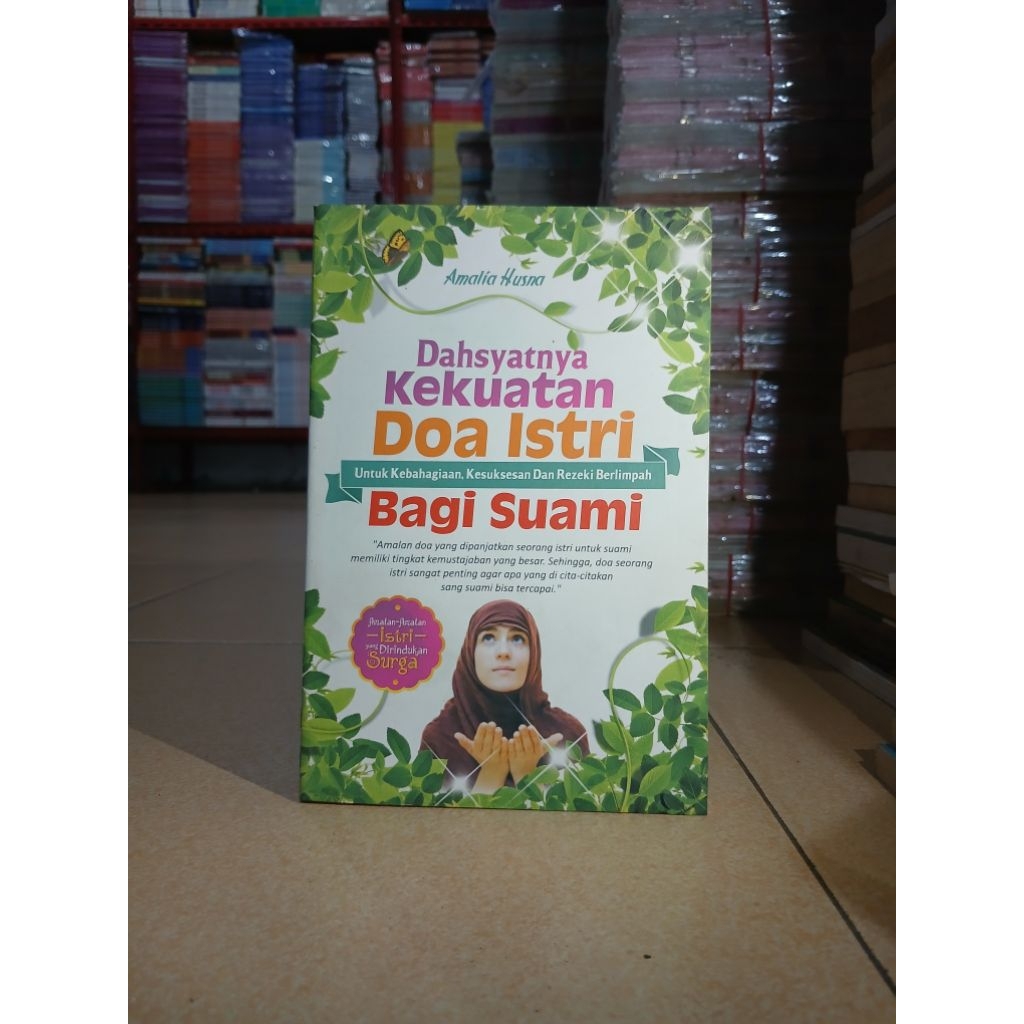 Amalia Husna
Dahsyatnya
Kekuatan
Doa Istri
Untuk Kebahagiaan, Kesuksesan Dan Rezeki Berlimpah
Bagi Suami
"Amalan doa yang dipanjatkan seorang istri untuk suami
memiliki tingkat kemustajaban yang besar. Sehingga, doa seorang
istri sangat penting agar apa yang di cita-citakan
sang suami bisa tercapai."
Amalan-Amalan
Istri
yang Dirindukan
Surga